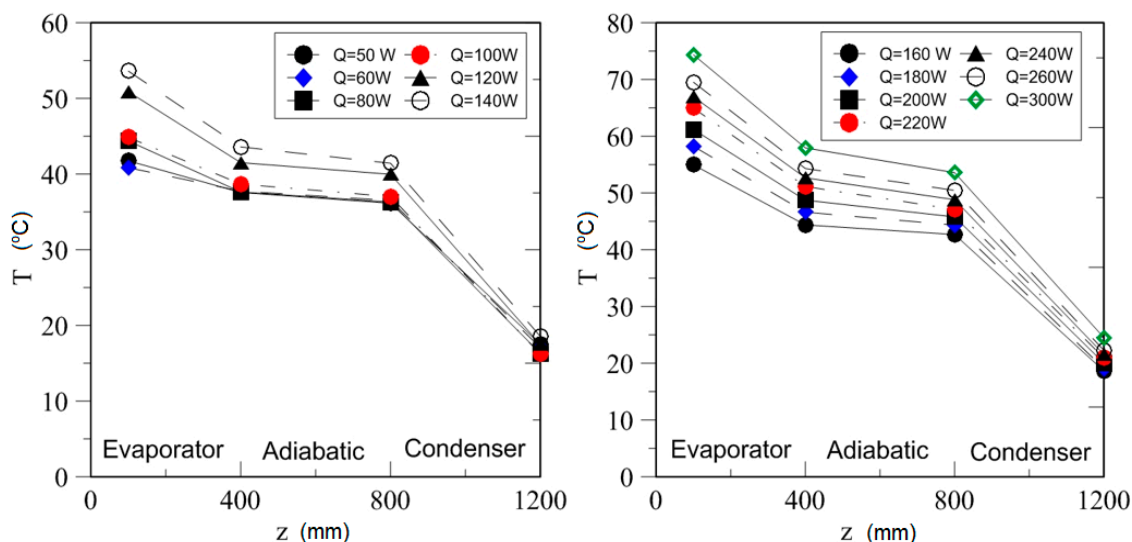 60
50
40
30
20
10
0
T (ºC)
Q=50 W Q=100W
Q=60W Q=120W
Q=80W Q=140W
Evaporator Adiabatic Condenser
0 400 800 1200
z (mm)
80
70
60
50
40
30
20
10
0
T (ºC)
Q=160 W Q=240W
Q=180W Q=260W
Q=200W Q=300W
Q=220W
Evaporator Adiabatic Condenser
0 400 800 1200
z (mm)